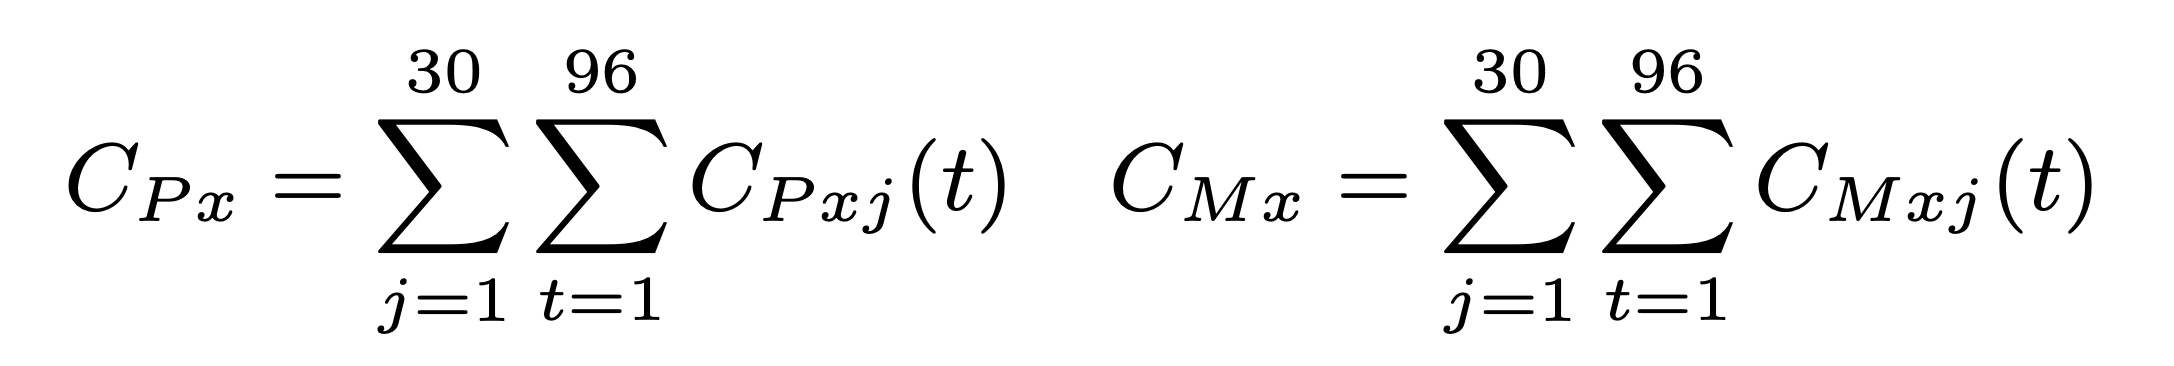 $C_{Px} = \sum_{j=1}^{30} \sum_{t=1}^{96} C_{Pxj}(t) \quad C_{Mx} = \sum_{j=1}^{30} \sum_{t=1}^{96} C_{Mxj}(t)$